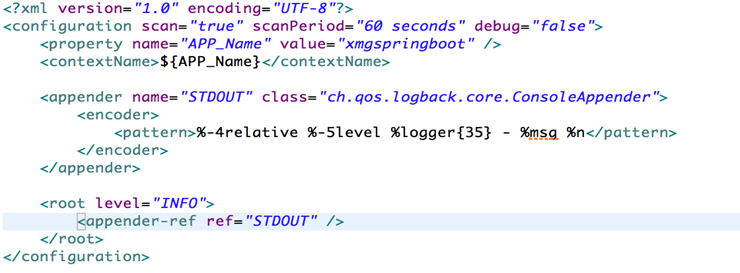 <?xml version="1.0" encoding="UTF-8"?>
<configuration scan="true" scanPeriod="60 seconds" debug="false">
    <property name="APP_Name" value="xmgspringboot" />
    <contextName>${APP_Name}</contextName>

    <appender name="STDOUT" class="ch.qos.logback.core.ConsoleAppender">
        <encoder>
            <pattern>%-4relative %-5level %logger{35} - %msg %n</pattern>
        </encoder>
    </appender>

    <root level="INFO">
        <appender-ref ref="STDOUT" />
    </root>
</configuration>